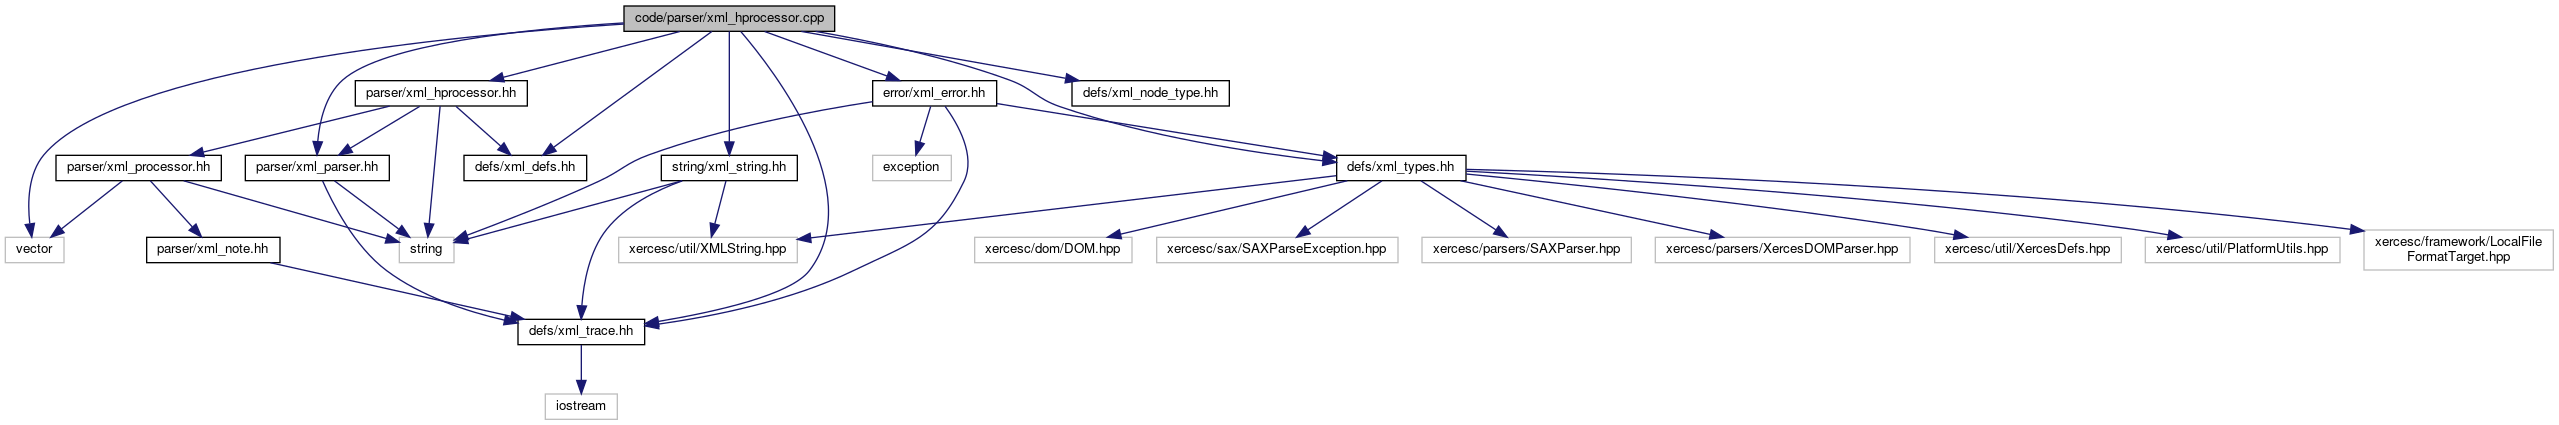 code/parser/xml_hprocessor.cpp
parser/xml_hprocessor.hh
error/xml_error.hh
defs/xml_node_type.hh
parser/xml_processor.hh
parser/xml_parser.hh
defs/xml_defs.hh
string/xml_string.hh
exception
defs/xml_types.hh
vector
parser/xml_note.hh
string
xercesc/util/XMLString.hpp
xercesc/dom/DOM.hpp
xercesc/sax/SAXParseException.hpp
xercesc/parsers/SAXParser.hpp
xercesc/parsers/XercesDOMParser.hpp
xercesc/util/XercesDefs.hpp
xercesc/util/PlatformUtils.hpp
xercesc/framework/LocalFile
FormatTarget.hpp
defs/xml_trace.hh
iostream